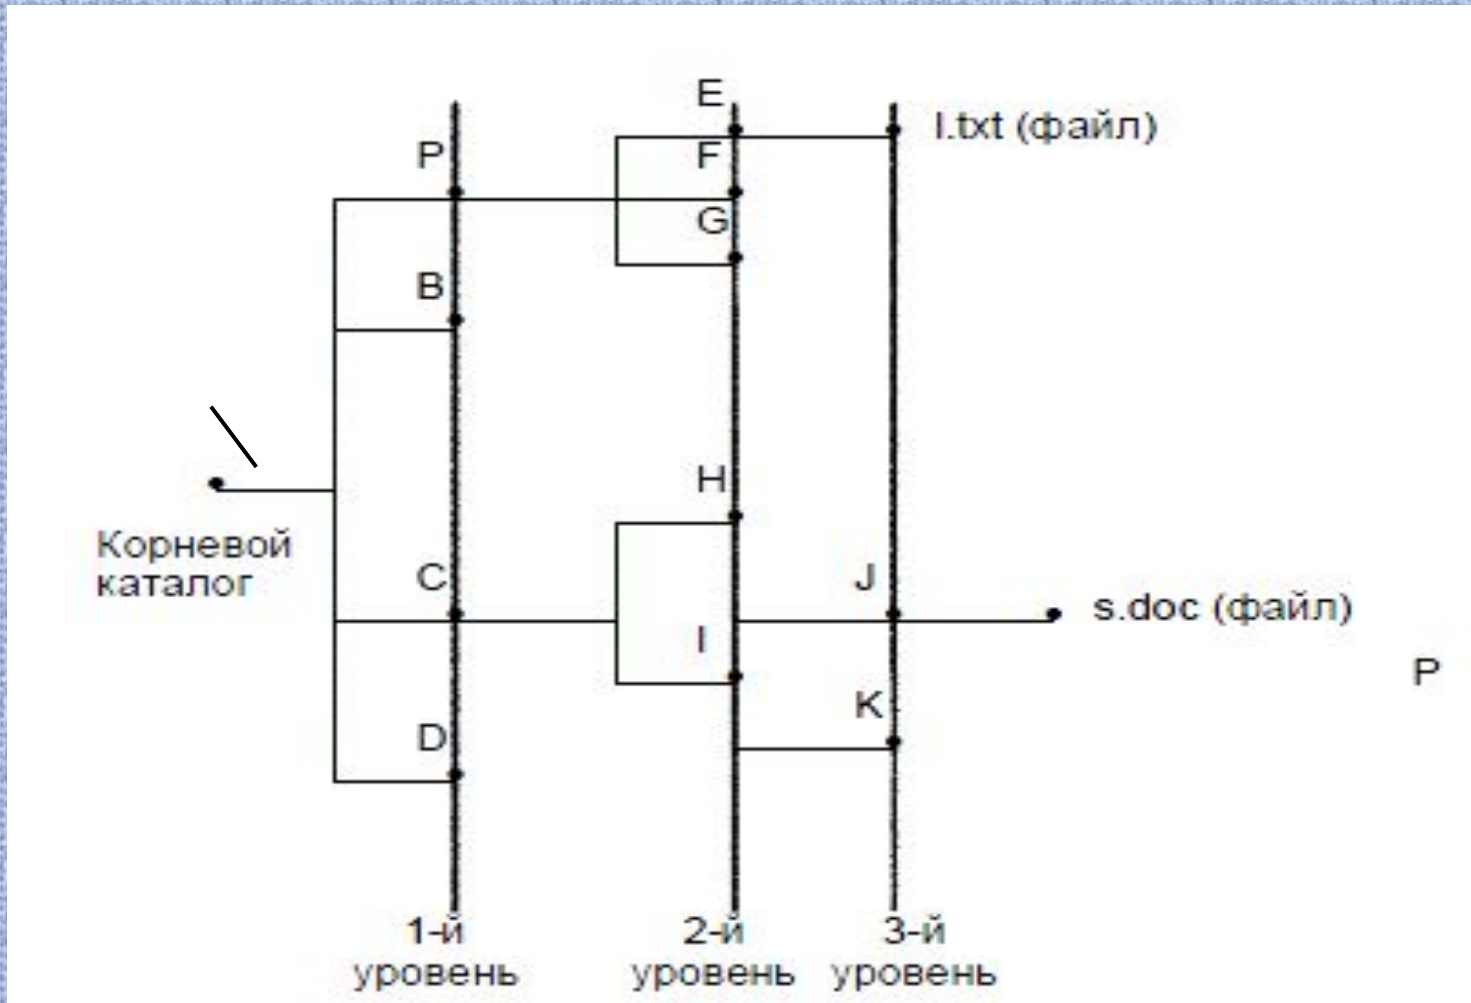 E
l.txt (файл)
P
F
G
B
H
Корневой
каталог
C
J
s.doc (файл)
I
P
K
D
1-й
уровень
2-й
уровень
3-й
уровень